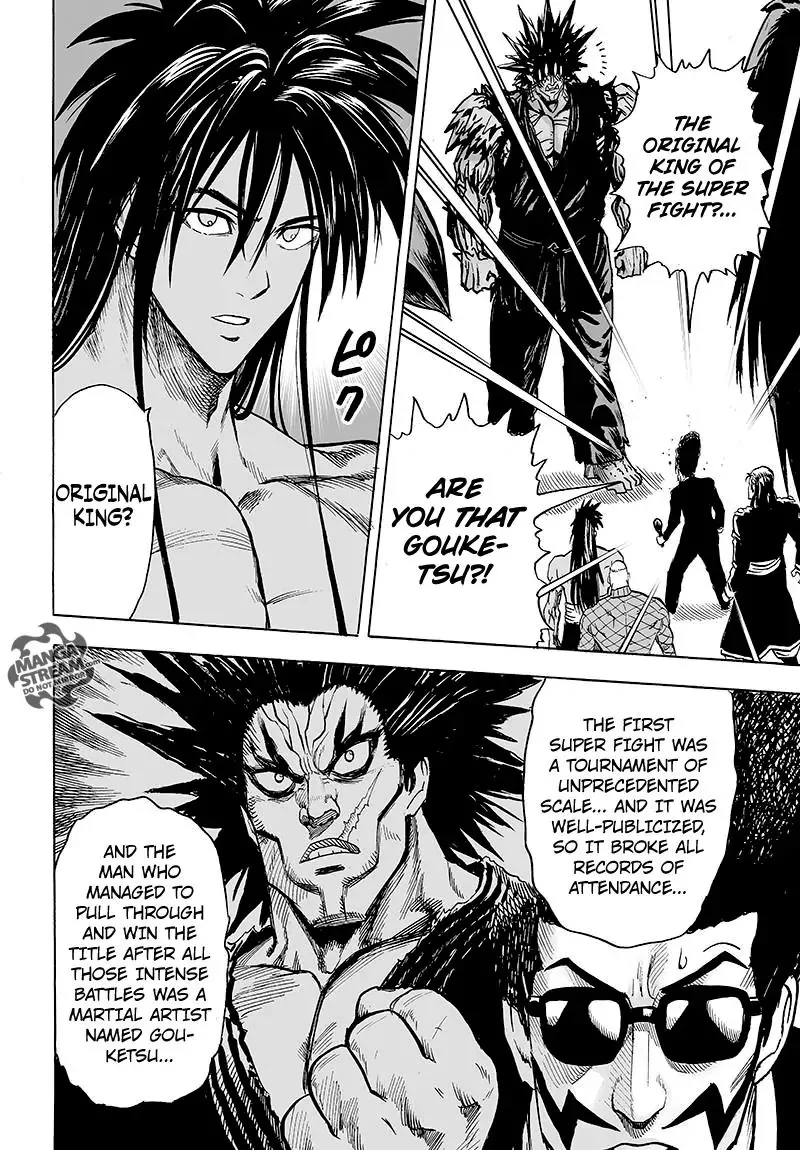 THE
ORIGINAL
KING OF
THE SUPER
FIGHT?...
ARE
YOU THAT
GOUKE-
TSU?!
ピク
ORIGINAL
KING?
MANGA
STREAM.com
DO NOT MIRROR
THE FIRST
SUPER FIGHT WAS
A TOURNAMENT OF
UNPRECEDENTED
SCALE... AND IT WAS
WELL-PUBLICIZED,
SO IT BROKE ALL
RECORDS OF
ATTENDANCE...
AND THE
MAN WHO
MANAGED TO
PULL THROUGH
AND WIN THE
TITLE AFTER ALL
THOSE INTENSE
BATTLES WAS A
MARTIAL ARTIST
NAMED GOU-
KETSU...